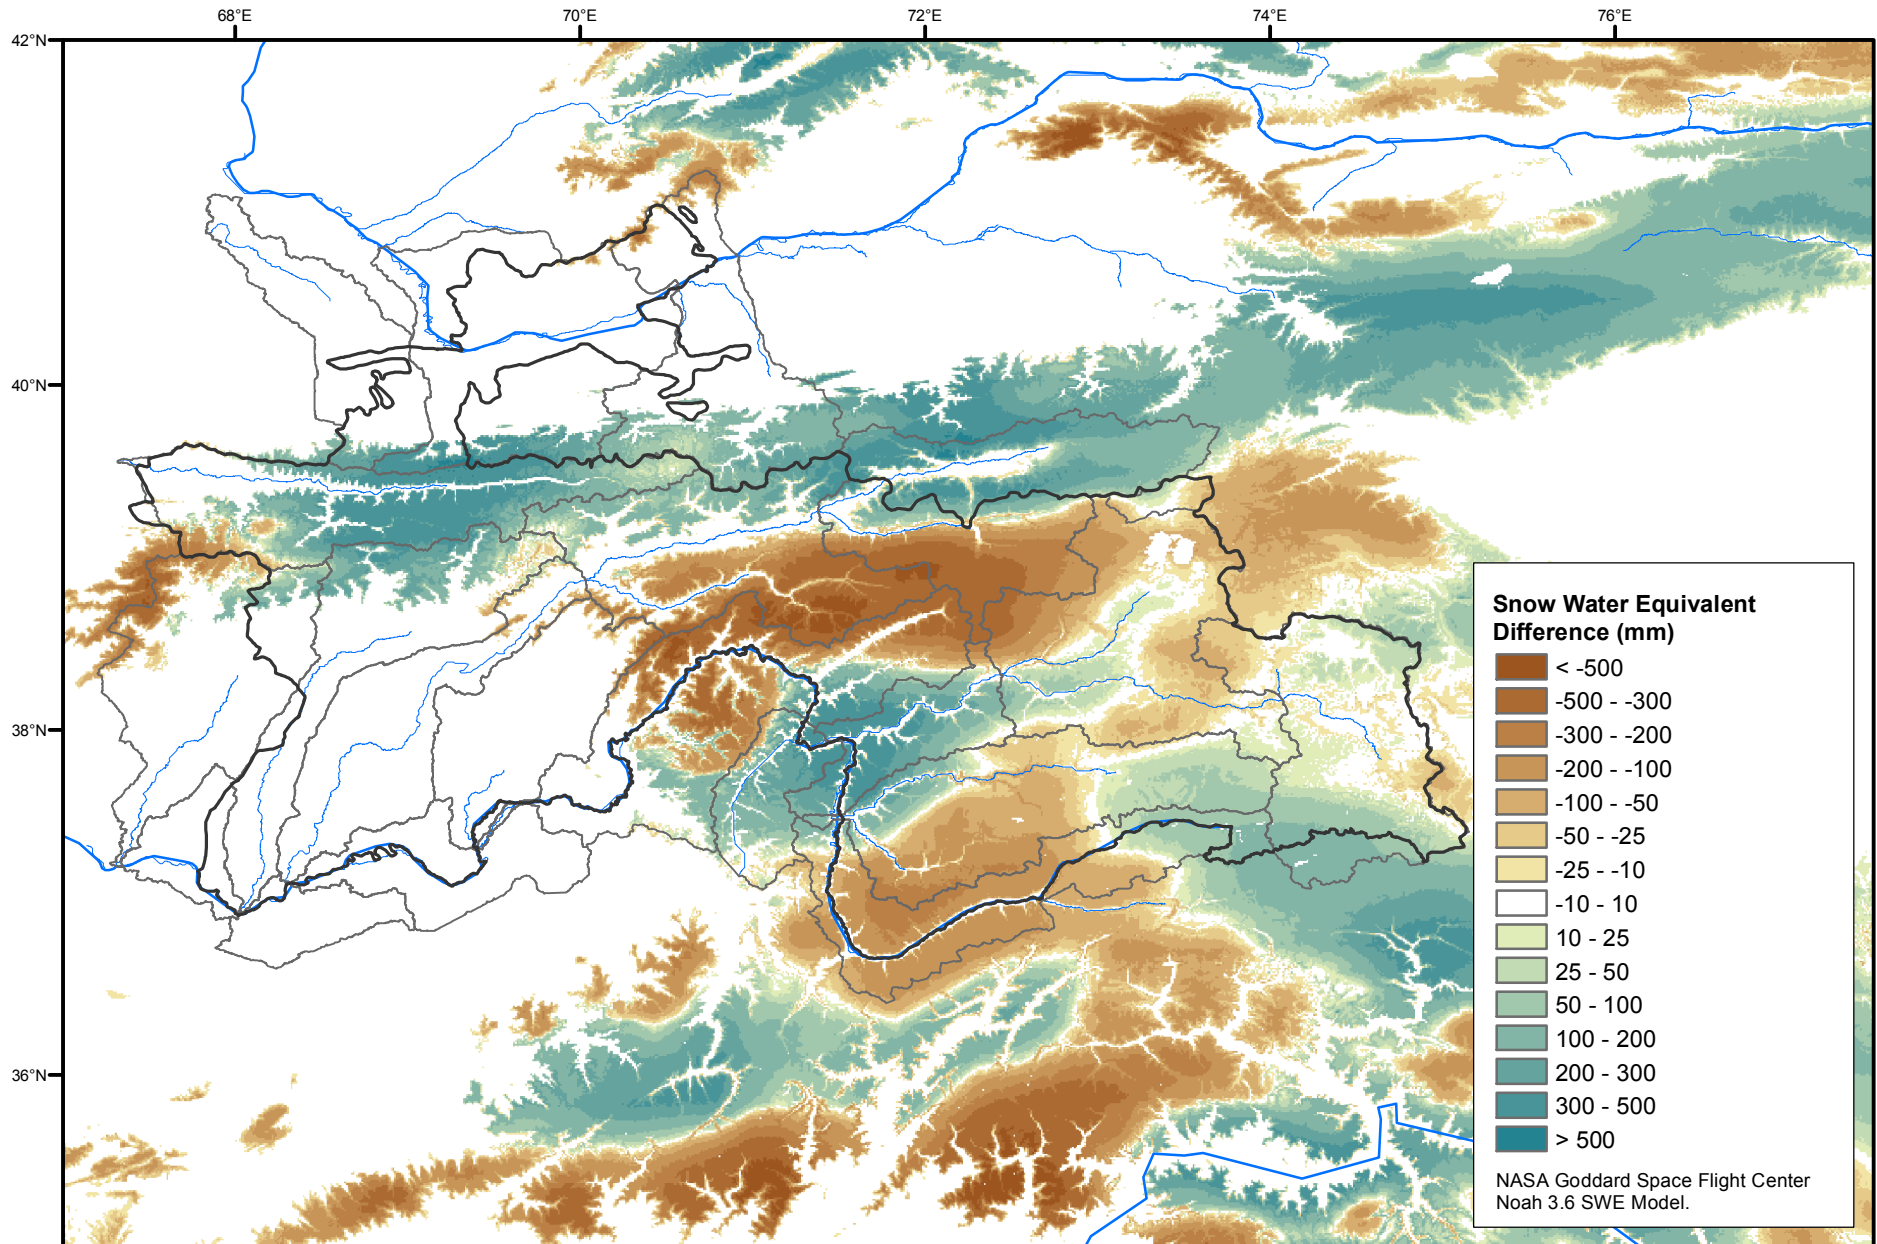 68°E 70°E 72°E 74°E 76°E
42°N
40°N
38°N
36°N
Snow Water Equivalent
Difference (mm)
< -500
-500 - -300
-300 - -200
-200 - -100
-100 - -50
-50 - -25
-25 - -10
-10 - 10
10 - 25
25 - 50
50 - 100
100 - 200
200 - 300
300 - 500
> 500
NASA Goddard Space Flight Center
Noah 3.6 SWE Model.